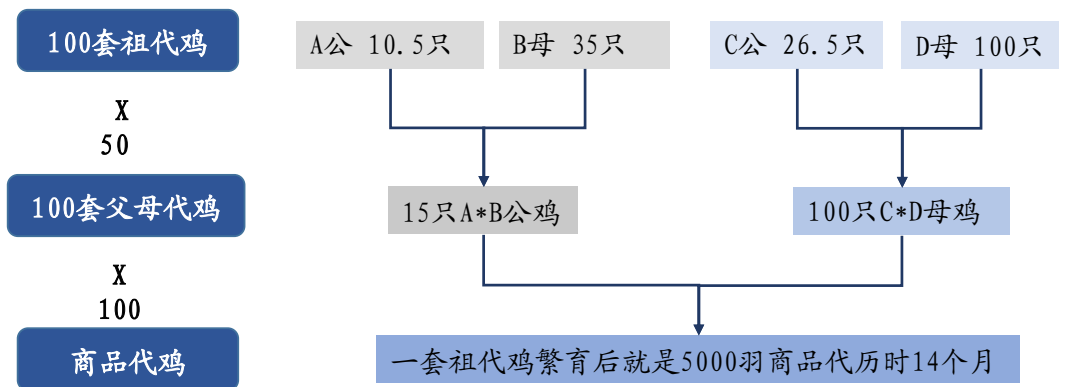 100套祖代鸡
A公 10.5只
B母 35只
C公 26.5只
D母 100只
X
50
100套父母代鸡
15只A*B公鸡
100只C*D母鸡
X
100
商品代鸡
一套祖代鸡繁育后就是5000羽商品代历时14个月